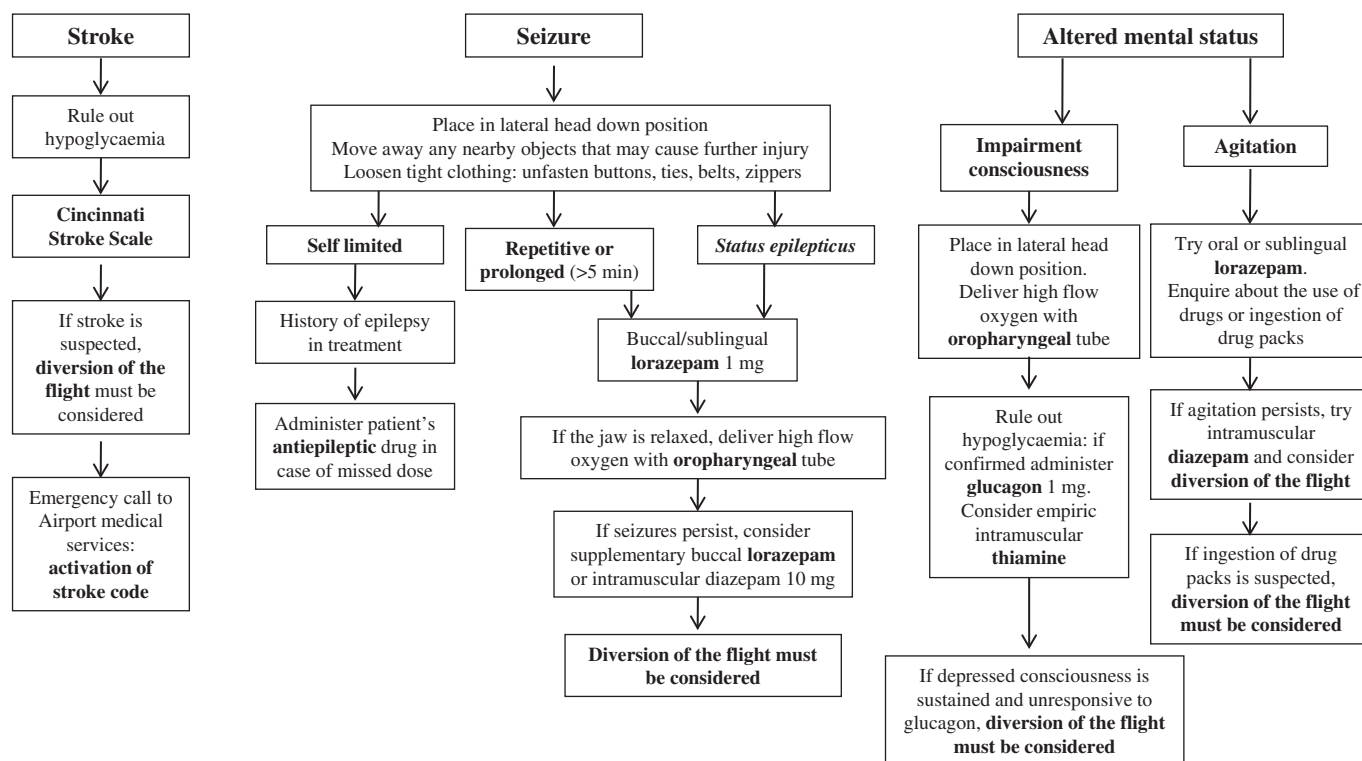 Stroke
Rule out
hypoglycaemia
Cincinnati
Stroke Scale
If stroke is
suspected,
diversion of the
flight must be
considered
Emergency call to
Airport medical
services:
activation of
stroke code
Seizure
Place in lateral head down position
Move away any nearby objects that may cause further injury
Loosen tight clothing: unfasten buttons, ties, belts, zippers
Self limited
History of epilepsy
in treatment
Administer patient's
antiepileptic drug in
case of missed dose
Repetitive or
prolonged (>5 min)
Status epilepticus
Buccal/sublingual
lorazepam 1 mg
If the jaw is relaxed, deliver high flow
oxygen with oropharyngeal tube
If seizures persist, consider
supplementary buccal lorazepam
or intramuscular diazepam 10 mg
Diversion of the flight must
be considered
Altered mental status
Impairment
consciousness
Place in lateral head
down position.
Deliver high flow
oxygen with
oropharyngeal tube
Rule out
hypoglycaemia: if
confirmed administer
glucagon 1 mg.
Consider empiric
intramuscular
thiamine
If depressed consciousness is
sustained and unresponsive to
glucagon, diversion of the flight
must be considered
Agitation
Try oral or sublingual
lorazepam.
Enquire about the use of
drugs or ingestion of
drug packs
If agitation persists, try
intramuscular
diazepam and consider
diversion of the flight
If ingestion of drug
packs is suspected,
diversion of the flight
must be considered